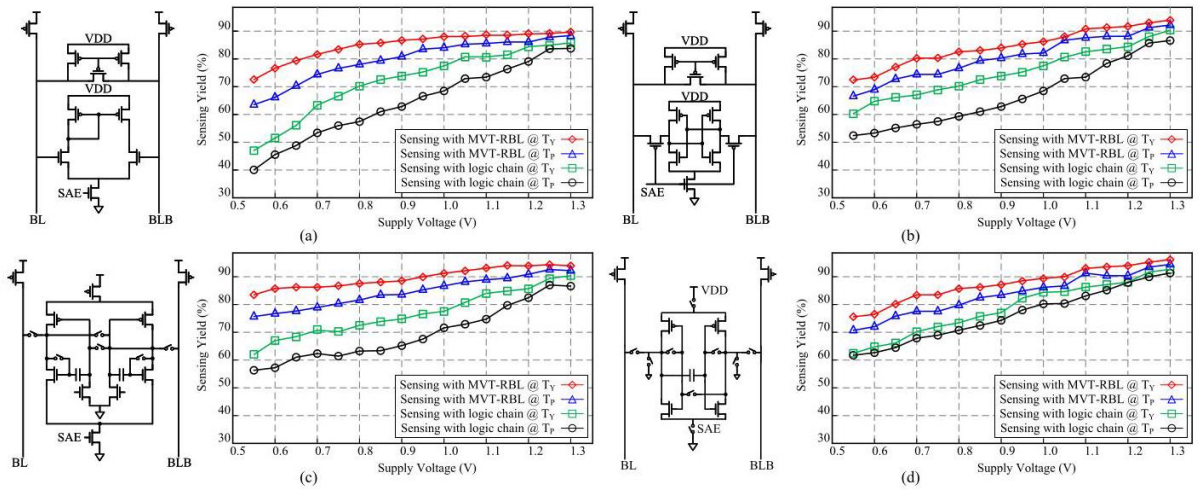 VDD
VDD
SAE
BL
BLB
Sensing Yield (%)
90
80
70
60
50
40
30
Sensing with MVT-RBL @ TY
Sensing with MVT-RBL @ TP
Sensing with logic chain @ TY
Sensing with logic chain @ TP
0.5 0.6 0.7 0.8 0.9 1.0 1.1 1.2 1.3
Supply Voltage (V)
(a)
VDD
VDD
SAE
BL
BLB
Sensing Yield (%)
90
80
70
60
50
40
30
Sensing with MVT-RBL @ TY
Sensing with MVT-RBL @ TP
Sensing with logic chain @ TY
Sensing with logic chain @ TP
0.5 0.6 0.7 0.8 0.9 1.0 1.1 1.2 1.3
Supply Voltage (V)
(b)
SAE
BL
BLB
Sensing Yield (%)
90
80
70
60
50
40
30
Sensing with MVT-RBL @ TY
Sensing with MVT-RBL @ TP
Sensing with logic chain @ TY
Sensing with logic chain @ TP
0.5 0.6 0.7 0.8 0.9 1.0 1.1 1.2 1.3
Supply Voltage (V)
(c)
VDD
SAE
BL
BLB
Sensing Yield (%)
90
80
70
60
50
40
30
Sensing with MVT-RBL @ TY
Sensing with MVT-RBL @ TP
Sensing with logic chain @ TY
Sensing with logic chain @ TP
0.5 0.6 0.7 0.8 0.9 1.0 1.1 1.2 1.3
Supply Voltage (V)
(d)